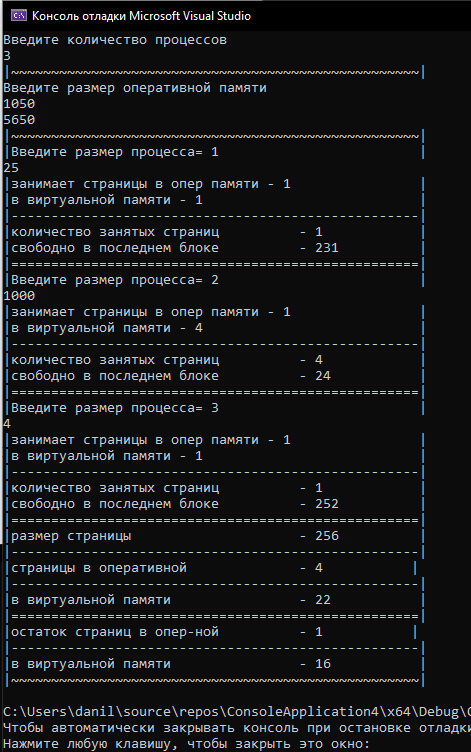 Консоль отладки Microsoft Visual Studio
Введите количество процессов
3
|~~~~~~~~~~~~~~~~~~~~~~~~~~~~~~~~~~~~~~~~~~~~~~~~~~~|
Введите размер оперативной памяти
1050
5650
|~~~~~~~~~~~~~~~~~~~~~~~~~~~~~~~~~~~~~~~~~~~~~~~~~~~|
|Введите размер процесса= 1                         |
25
|занимает страницы в опер памяти - 1                |
|в виртуальной памяти - 1                           |
|---------------------------------------------------|
|количество занятых страниц          - 1            |
|свободно в последнем блоке          - 231          |
|===================================================|
|Введите размер процесса= 2                         |
1000
|занимает страницы в опер памяти - 1                |
|в виртуальной памяти - 4                           |
|---------------------------------------------------|
|количество занятых страниц          - 4            |
|свободно в последнем блоке          - 24           |
|===================================================|
|Введите размер процесса= 3                         |
4
|занимает страницы в опер памяти - 1                |
|в виртуальной памяти - 1                           |
|---------------------------------------------------|
|количество занятых страниц          - 1            |
|свободно в последнем блоке          - 252          |
|===================================================|
|размер страницы                     - 256          |
|---------------------------------------------------|
|страницы в оперативной              - 4           |
|---------------------------------------------------|
|в виртуальной памяти                - 22           |
|===================================================|
|остаток страниц в опер-ной          - 1           |
|---------------------------------------------------|
|в виртуальной памяти                - 16           |
|~~~~~~~~~~~~~~~~~~~~~~~~~~~~~~~~~~~~~~~~~~~~~~~~~~~|
C:\Users\danil\source\repos\ConsoleApplication4\x64\Debug\
Чтобы автоматически закрывать консоль при остановке
Нажмите любую клавишу, чтобы закрыть это окно: